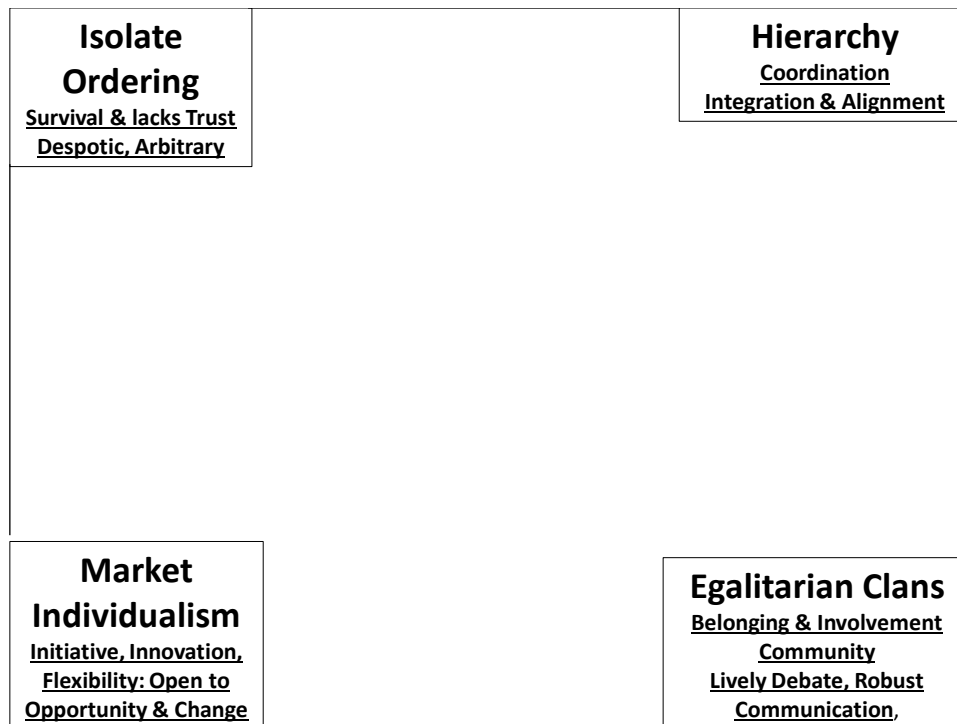 Isolate
Ordering
Survival & lacks Trust
Despotic, Arbitrary
Hierarchy
Coordination
Integration & Alignment
Market
Individualism
Initiative, Innovation,
Flexibility: Open to
Opportunity & Change
Egalitarian Clans
Belonging & Involvement
Community
Lively Debate, Robust
Communication,